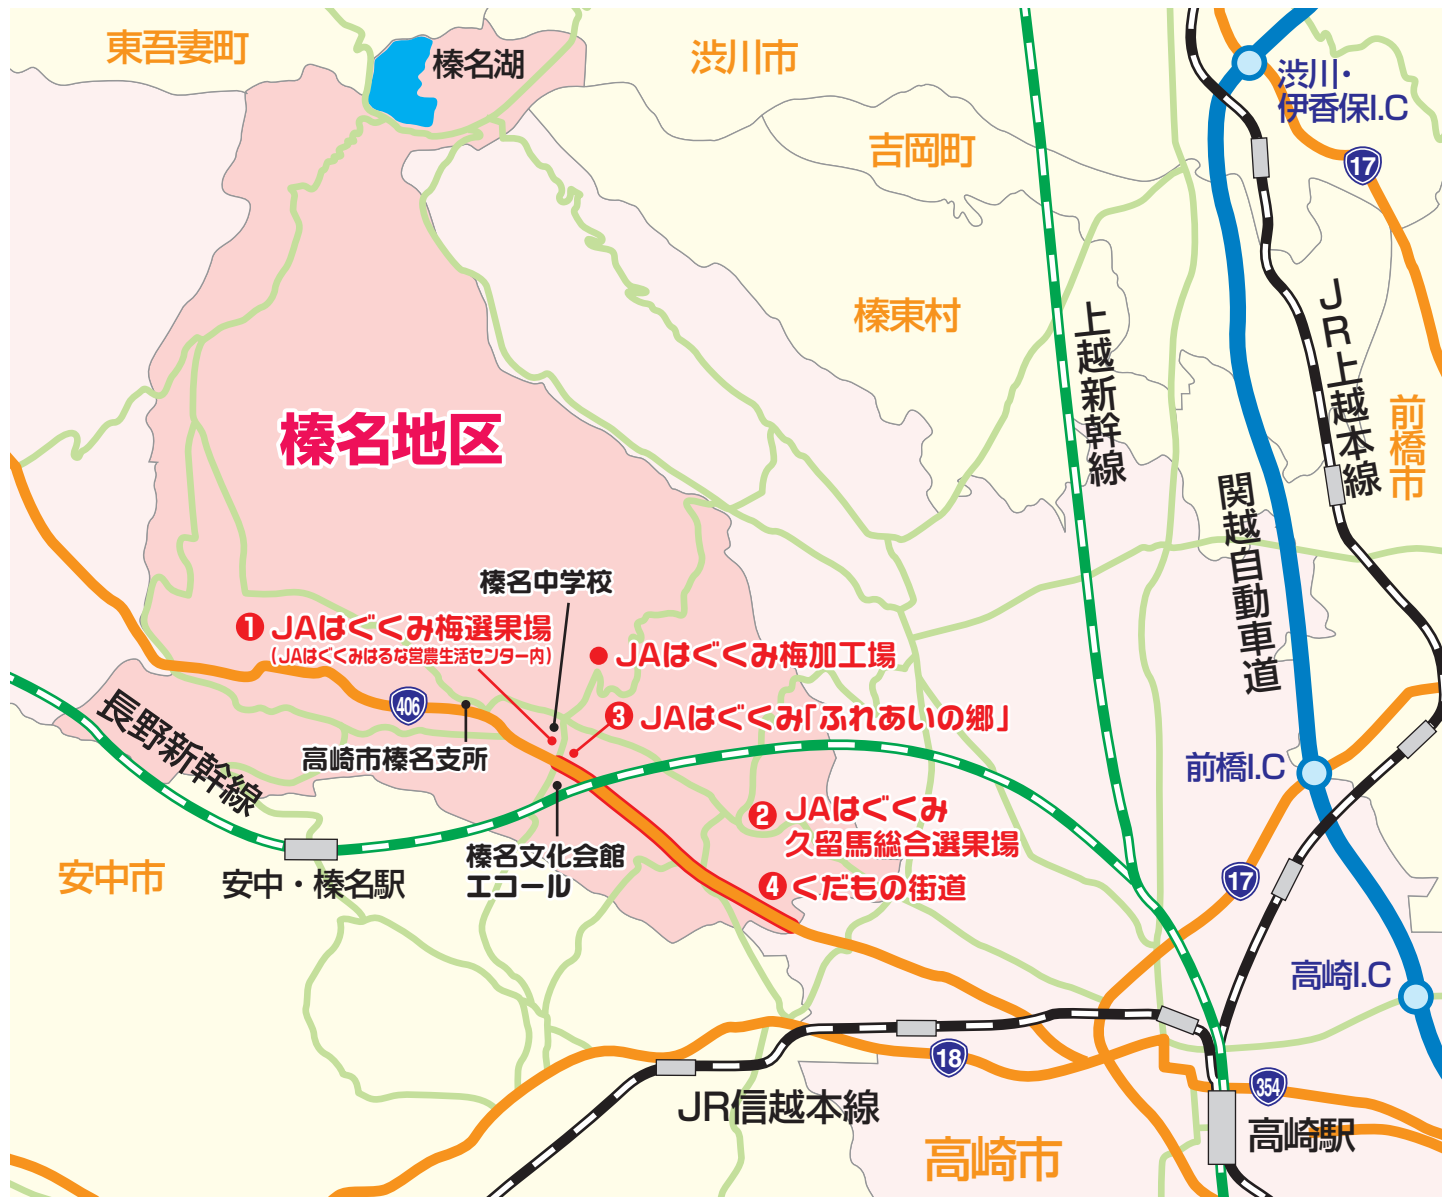 東吾妻町
榛名湖
渋川市
渋川・
伊香保I.C
吉岡町
17
榛東村
上越新幹線
JR上越本線
前橋市
榛名地区
関越自動車道
榛名中学校
❶JAはぐくみ梅選果場
(JAはぐくみはるな営農生活センター内)
●JAはぐくみ梅加工場
406
❸JAはぐくみ「ふれあいの郷」
長野新幹線
高崎市榛名支所
前橋I.C
❷JAはぐくみ
久留馬総合選果場
榛名文化会館
エコール
安中市
安中・榛名駅
❹くだもの街道
17
高崎I.C
18
354
JR信越本線
高崎駅
高崎市